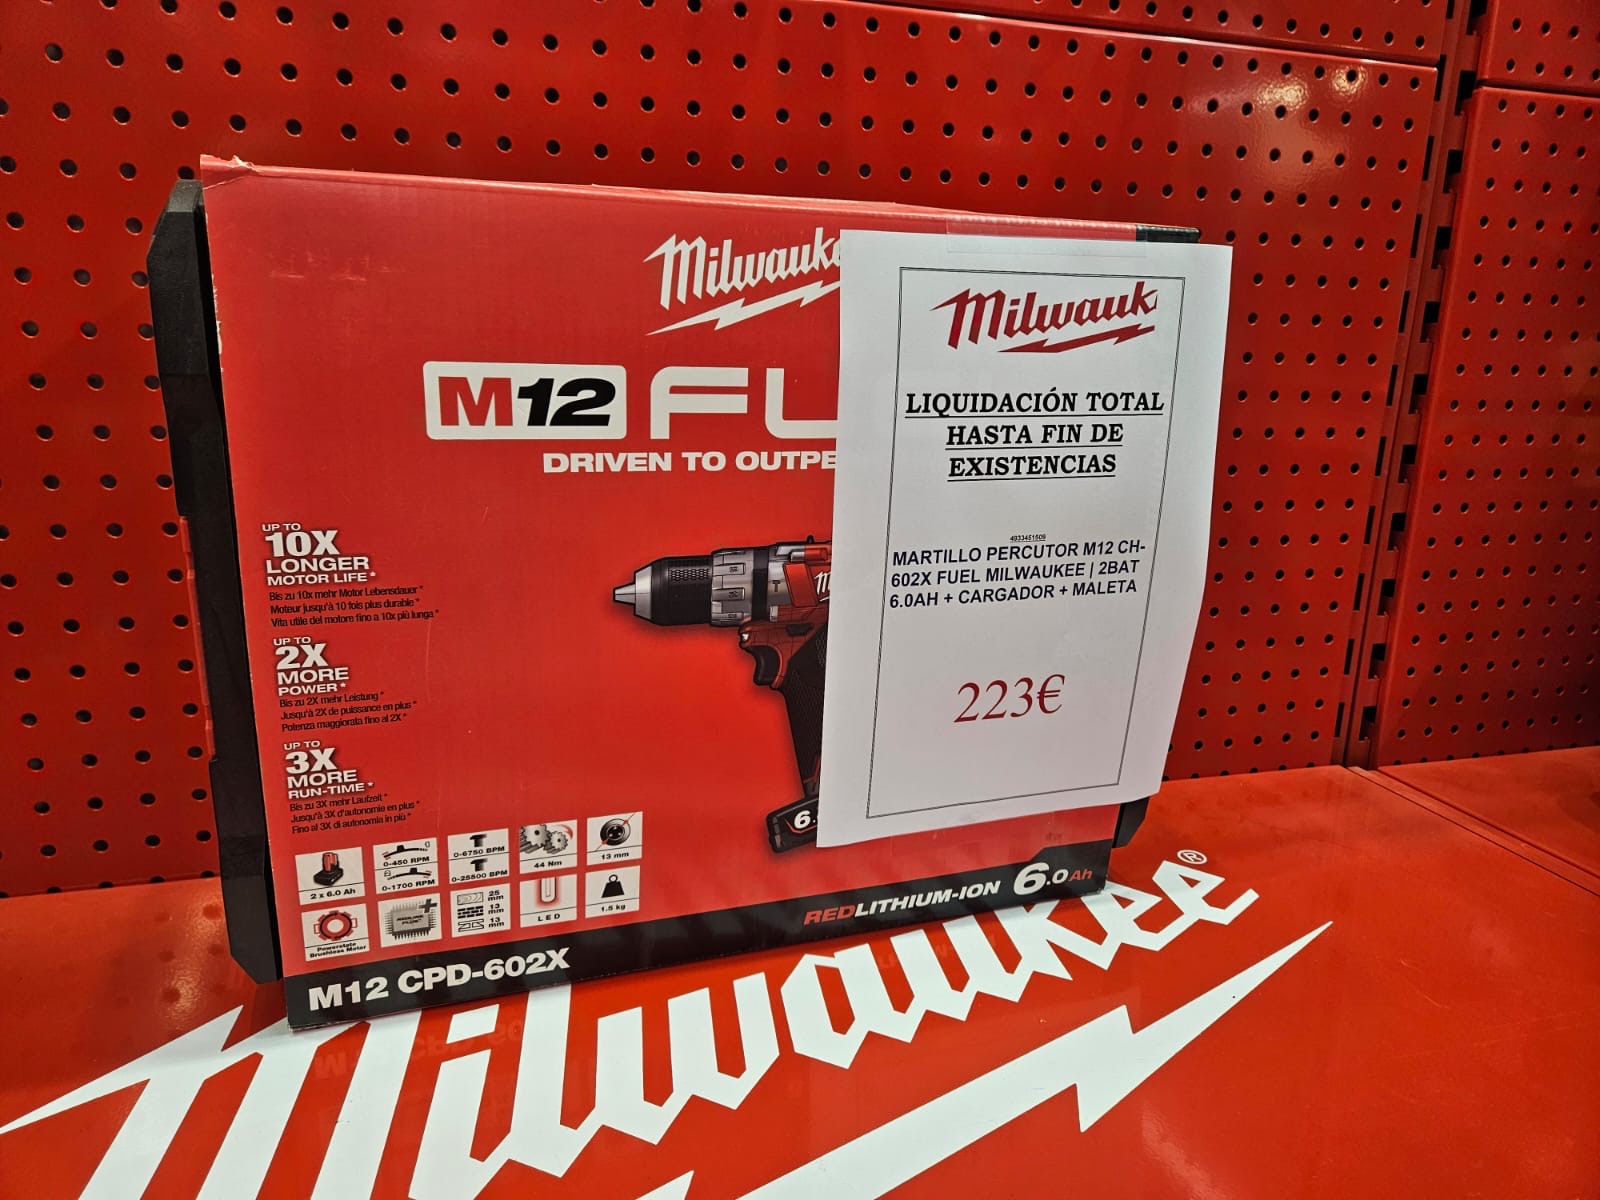 Milwauke
M12 FU
DRIVEN TO OUTPE
UP TO
10X
LONGER
MOTOR LIFE*
Bis zu 10x mehr Motor Lebensdauer*
Moteur jusqu'à 10 fois plus durable*
Vita utile del motore fino a 10x più lunga*
UP TO
2X
MORE
POWER*
Bis zu 2X mehr Leistung*
Jusqu'à 2X de puissance en plus*
Potenza maggiorata fino al 2X*
UP TO
3X
MORE
RUN-TIME*
Bis zu 3X mehr Laufzeit*
Jusqu'à 3X d'autonomie en plus*
Fino al 3X di autonomia in più*
2 x 6.0 Ah
0-450 RPM
0-1700 RPM
0-6750 BPM
0-25500 BPM
44 Nm
13 mm
Powerstate
Brushless Motor
25 mm
13 mm
13 mm
LED
1.5 kg
6.
REDLITHIUM-ION 6.0 Ah
M12 CPD-602X
Milwauk
LIQUIDACIÓN TOTAL
HASTA FIN DE
EXISTENCIAS
4933451509
MARTILLO PERCUTOR M12 CH-
602X FUEL MILWAUKEE | 2BAT
6.0AH + CARGADOR + MALETA
223€
Milwaukee®